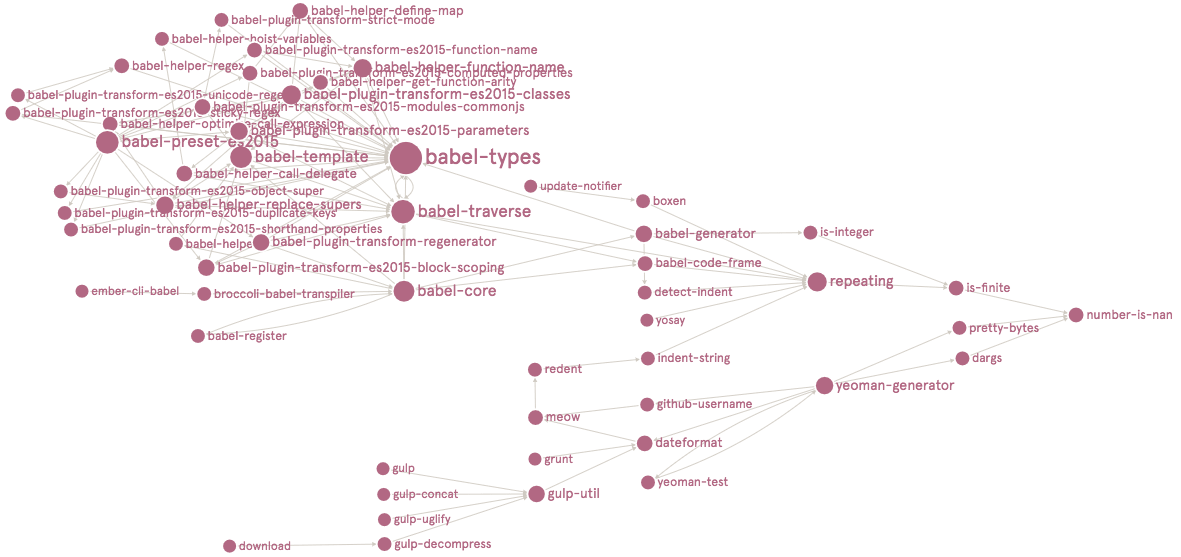 babel-helper-define-map
babel-plugin-transform-strict-mode
babel-helper-hoist-variables
babel-plugin-transform-es2015-function-name
babel-helper-regex
babel-helper-function-name
babel-plugin-transform-es2015-computed-properties
babel-helper-get-function-arity
babel-plugin-transform-es2015-unicode-rege
babel-plugin-transform-es2015-classes
babel-plugin-transform-es2015-modules-commonjs
babel-plugin-transform-es2015-sticky-regex
babel-helper-optimise-call-expression
babel-plugin-transform-es2015-parameters
babel-preset-es2015
babel-template
babel-types
babel-helper-call-delegate
update-notifier
babel-plugin-transform-es2015-object-super
boxen
babel-helper-replace-supers
babel-plugin-transform-es2015-duplicate-keys
babel-traverse
babel-plugin-transform-es2015-shorthand-properties
babel-generator
is-integer
babel-helpe
babel-plugin-transform-regenerator
babel-code-frame
babel-plugin-transform-es2015-block-scoping
repeating
is-finite
ember-cli-babel
broccoli-babel-transpiler
babel-core
detect-indent
number-is-nan
yosay
pretty-bytes
babel-register
indent-string
dargs
redent
yeoman-generator
github-username
meow
dateformat
grunt
gulp
yeoman-test
gulp-concat
gulp-util
gulp-uglify
download
gulp-decompress